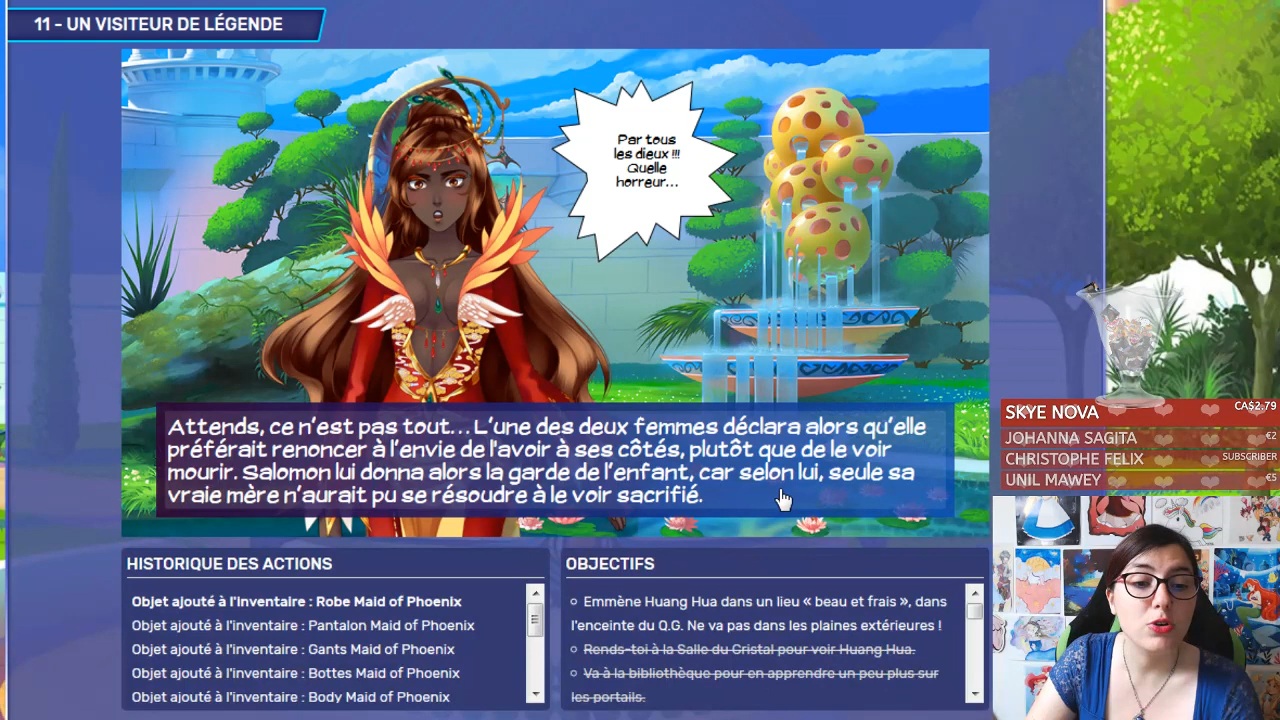 11 - UN VISITEUR DE LÉGENDE
Par tous
les dieux !!!
Quelle
horreur...
Attends, ce n'est pas tout... L'une des deux femmes déclara alors qu'elle
préférait renoncer à l'envie de l'avoir à ses côtés, plutôt que de le voir
mourir. Salomon lui donna alors la garde de l'enfant, car selon lui, seule sa
vraie mère n'aurait pu se résoudre à le voir sacrifié.
SKYE NOVA
CA$2.79
JOHANNA SAGITA
€2
CHRISTOPHE FELIX
SUBSCRIBER
UNIL MAWEY
€5
HISTORIQUE DES ACTIONS
Objet ajouté à l'inventaire : Robe Maid of Phoenix
Objet ajouté à l'inventaire : Pantalon Maid of Phoenix
Objet ajouté à l'inventaire : Gants Maid of Phoenix
Objet ajouté à l'inventaire : Bottes Maid of Phoenix
Objet ajouté à l'inventaire : Body Maid of Phoenix
OBJECTIFS
Emmène Huang Hua dans un lieu « beau et frais », dans
l'enceinte du Q.G. Ne va pas dans les plaines extérieures !
Rends-toi à la Salle du Cristal pour voir Huang Hua.
Va à la bibliothèque pour en apprendre un peu plus sur
les portails.